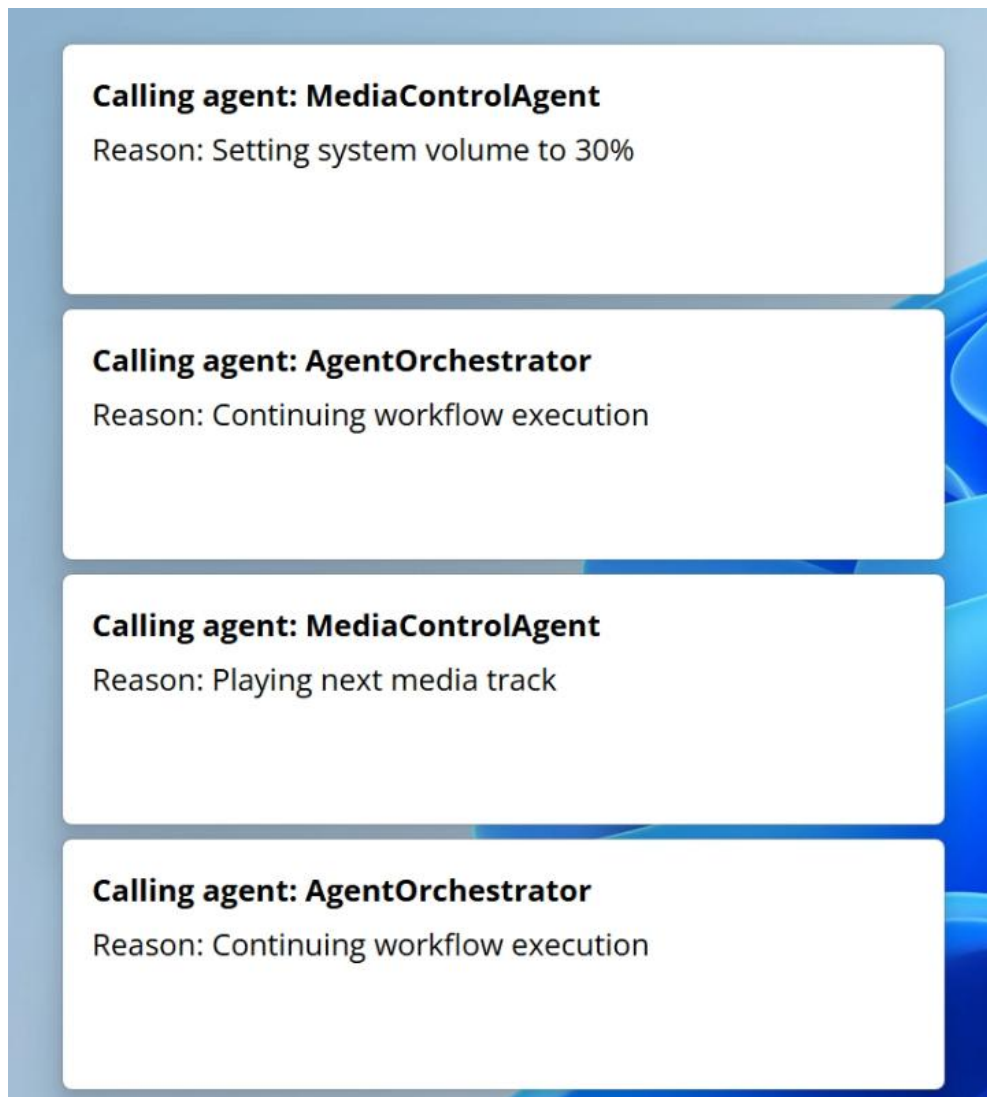 Calling agent: MediaControlAgent
Reason: Setting system volume to 30%
Calling agent: AgentOrchestrator
Reason: Continuing workflow execution
Calling agent: MediaControlAgent
Reason: Playing next media track
Calling agent: AgentOrchestrator
Reason: Continuing workflow execution